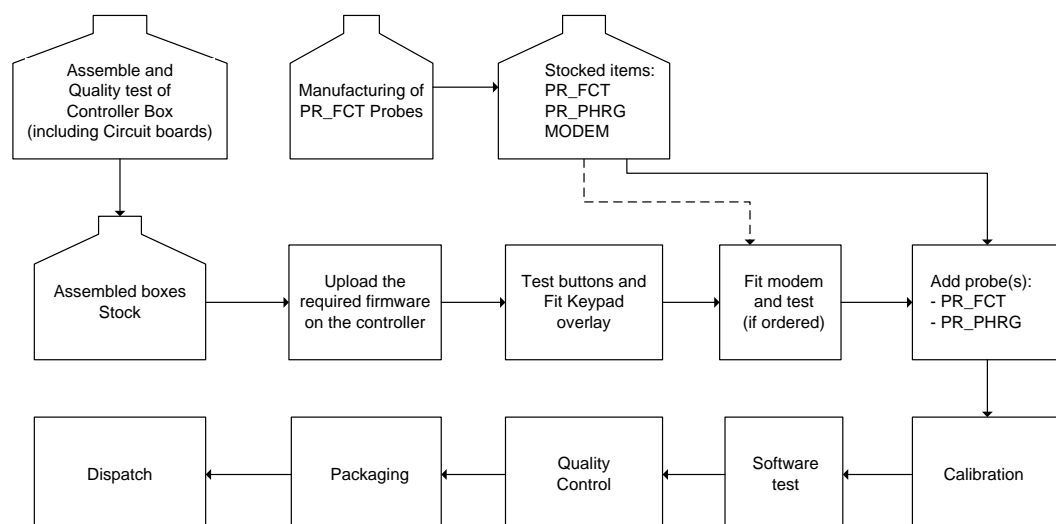 Assemble and
Quality test of
Controller Box
(including Circuit boards)
Manufacturing of
PR_FCT Probes
Stocked items:
PR_FCT
PR_PHRG
MODEM
Assembled boxes
Stock
Upload the
required firmware
on the controller
Test buttons and
Fit Keypad
overlay
Fit modem
and test
(if ordered)
Add probe(s):
- PR_FCT
- PR_PHRG
Dispatch
Packaging
Quality
Control
Software
test
Calibration